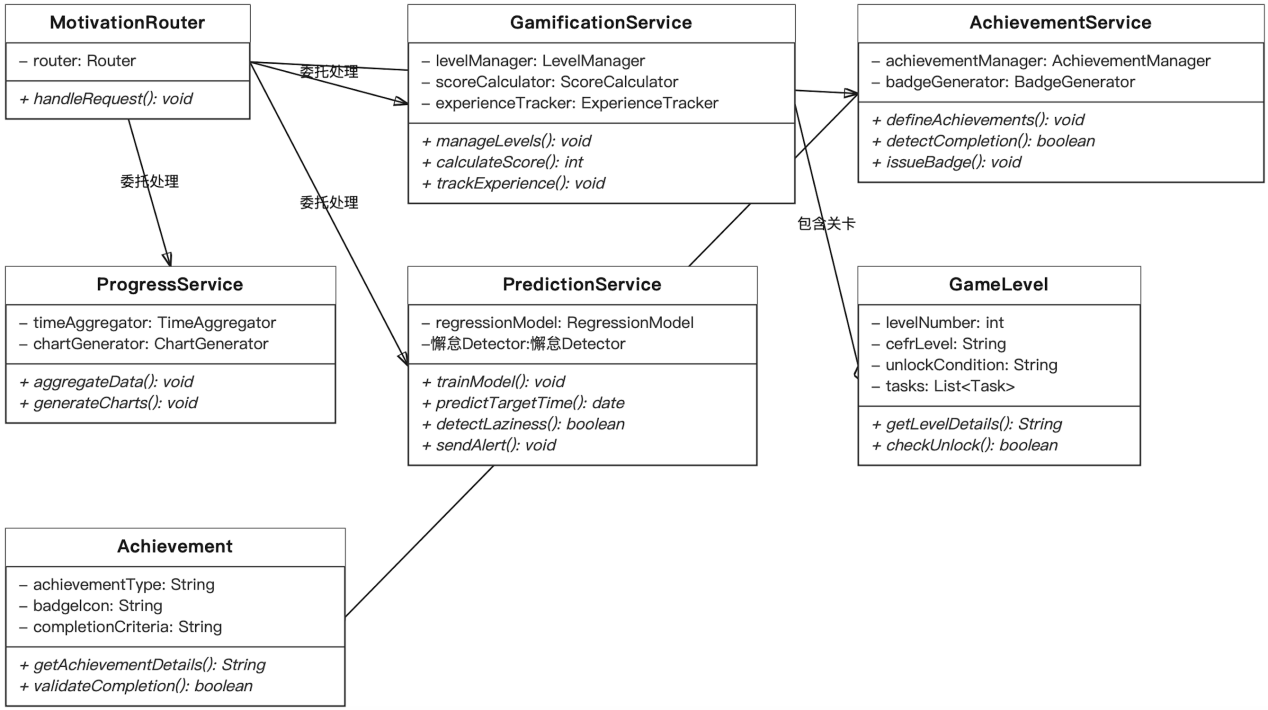 MotivationRouter
– router: Router
+ handleRequest(): void
GamificationService
– levelManager: LevelManager
– scoreCalculator: ScoreCalculator
– experienceTracker: ExperienceTracker
+ manageLevels(): void
+ calculateScore(): int
+ trackExperience(): void
AchievementService
– achievementManager: AchievementManager
– badgeGenerator: BadgeGenerator
+ defineAchievements(): void
+ detectCompletion(): boolean
+ issueBadge(): void
委托处理
委托处理
委托处理
包含关卡
ProgressService
– timeAggregator: TimeAggregator
– chartGenerator: ChartGenerator
+ aggregateData(): void
+ generateCharts(): void
PredictionService
– regressionModel: RegressionModel
–懈怠Detector:懈怠Detector
+ trainModel(): void
+ predictTargetTime(): date
+ detectLaziness(): boolean
+ sendAlert(): void
GameLevel
– levelNumber: int
– cefrLevel: String
– unlockCondition: String
– tasks: List<Task>
+ getLevelDetails(): String
+ checkUnlock(): boolean
Achievement
– achievementType: String
– badgeIcon: String
– completionCriteria: String
+ getAchievementDetails(): String
+ validateCompletion(): boolean